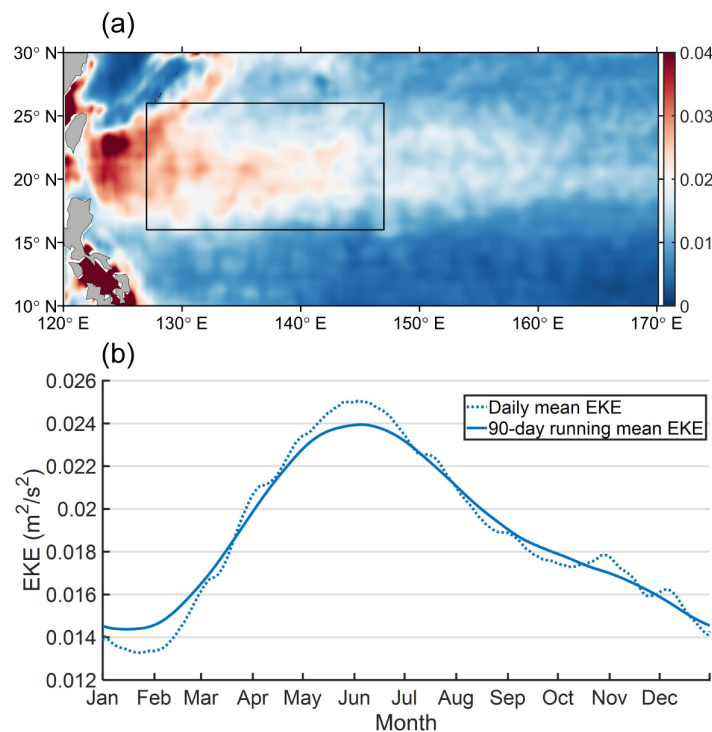 (a)
30° N
25° N
20° N
15° N
10° N
120° E
130° E
140° E
150° E
160° E
170° E
0.04
0.03
0.02
0.01
0
(b)
0.026
0.024
0.022
0.02
0.018
0.016
0.014
0.012
EKE (m²/s²)
Daily mean EKE
90-day running mean EKE
Jan Feb Mar Apr May Jun Jul Aug Sep Oct Nov Dec
Month